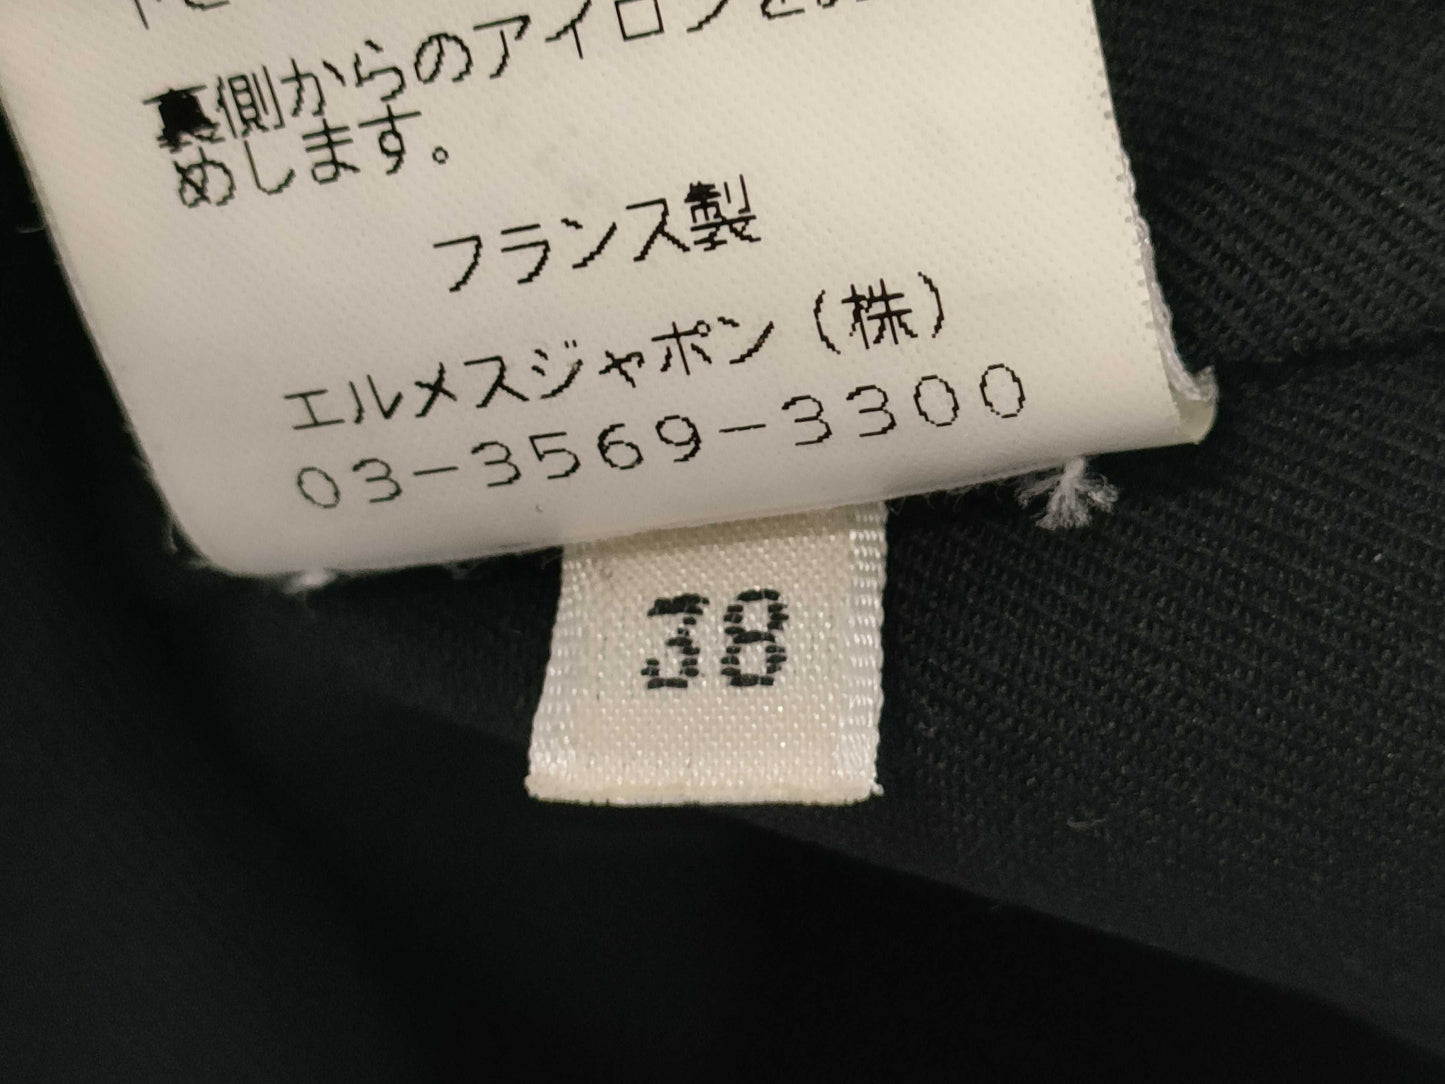 裏側からのアイロンをお
めします。
フランス製
エルメスジャポン(株)
03-3569-3300
38